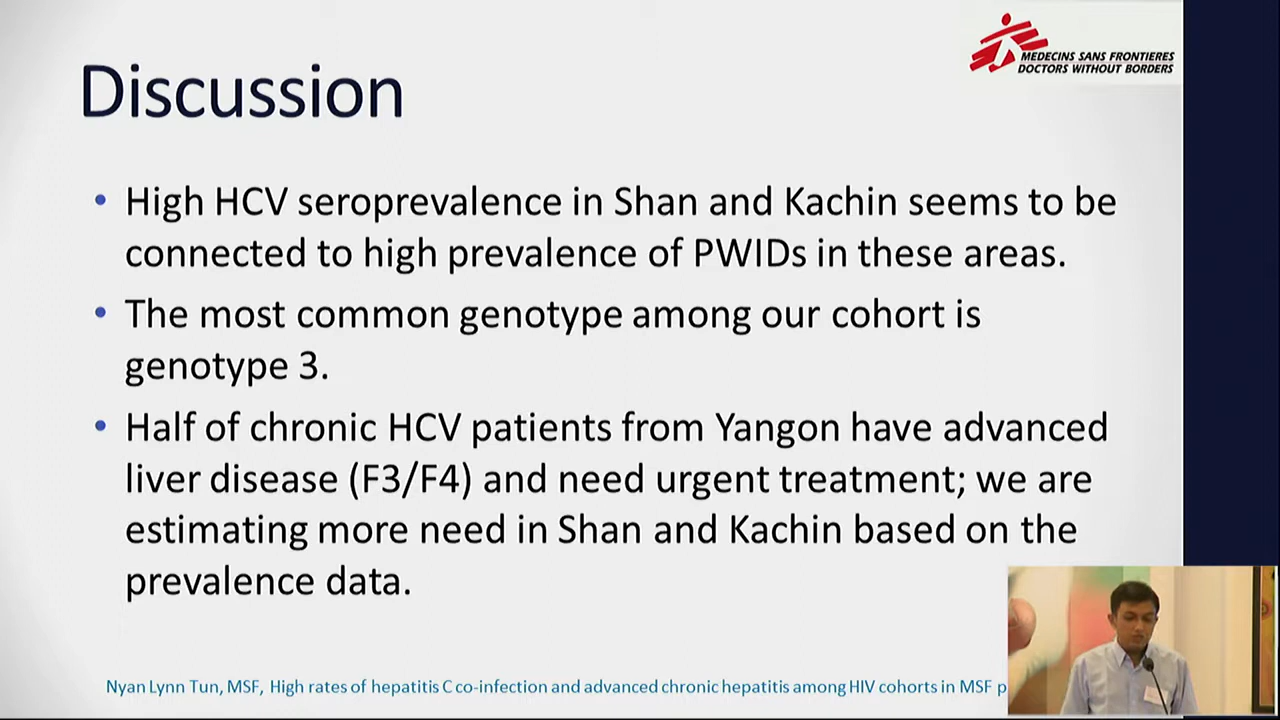 MEDECINS SANS FRONTIERES
DOCTORS WITHOUT BORDERS
Discussion
• High HCV seroprevalence in Shan and Kachin seems to be
connected to high prevalence of PWIDs in these areas.
• The most common genotype among our cohort is
genotype 3.
• Half of chronic HCV patients from Yangon have advanced
liver disease (F3/F4) and need urgent treatment; we are
estimating more need in Shan and Kachin based on the
prevalence data.
Nyan Lynn Tun, MSF, High rates of hepatitis C co-infection and advanced chronic hepatitis among HIV cohorts in MSF p